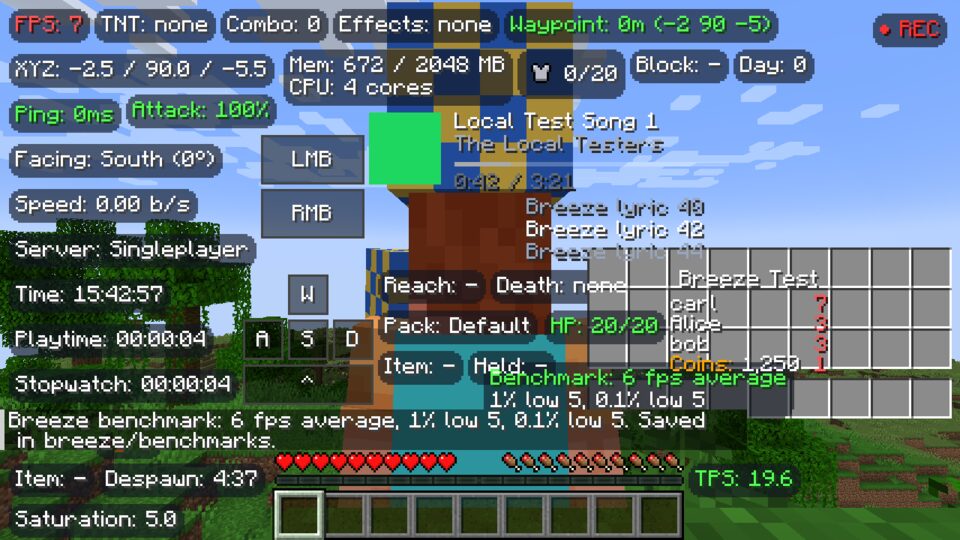 FPS: 7 TNT: none Combo: 0 Effects: none Waypoint: 0m (-2 90 -5) REC
XYZ: -2.5 / 90.0 / -5.5 Mem: 672 / 2048 MB 0/20 Block: - Day: 0
CPU: 4 cores
Ping: 0ms Attack: 100%
Local Test Song 1
The Local Testers
Facing: South (0°) LMB
0:42 / 3:21
Speed: 0.00 b/s RMB
Breeze lyric 40
Breeze lyric 42
Breeze lyric 44
Server: Singleplayer
Breeze Test
Reach: - Death: none
Time: 15:42:57 W
carl 7
Alice 3
Pack: Default HP: 20/20
Playtime: 00:00:04 A S D
bob 3
Coins: 1,250 1
Item: - Held: -
Benchmark: 6 fps average
1% low 5, 0.1% low 5
Stopwatch: 00:00:04 ^
Breeze benchmark: 6 fps average, 1% low 5, 0.1% low 5. Saved
in breeze/benchmarks.
Item: - Despawn: 4:37 TPS: 19.6
Saturation: 5.0